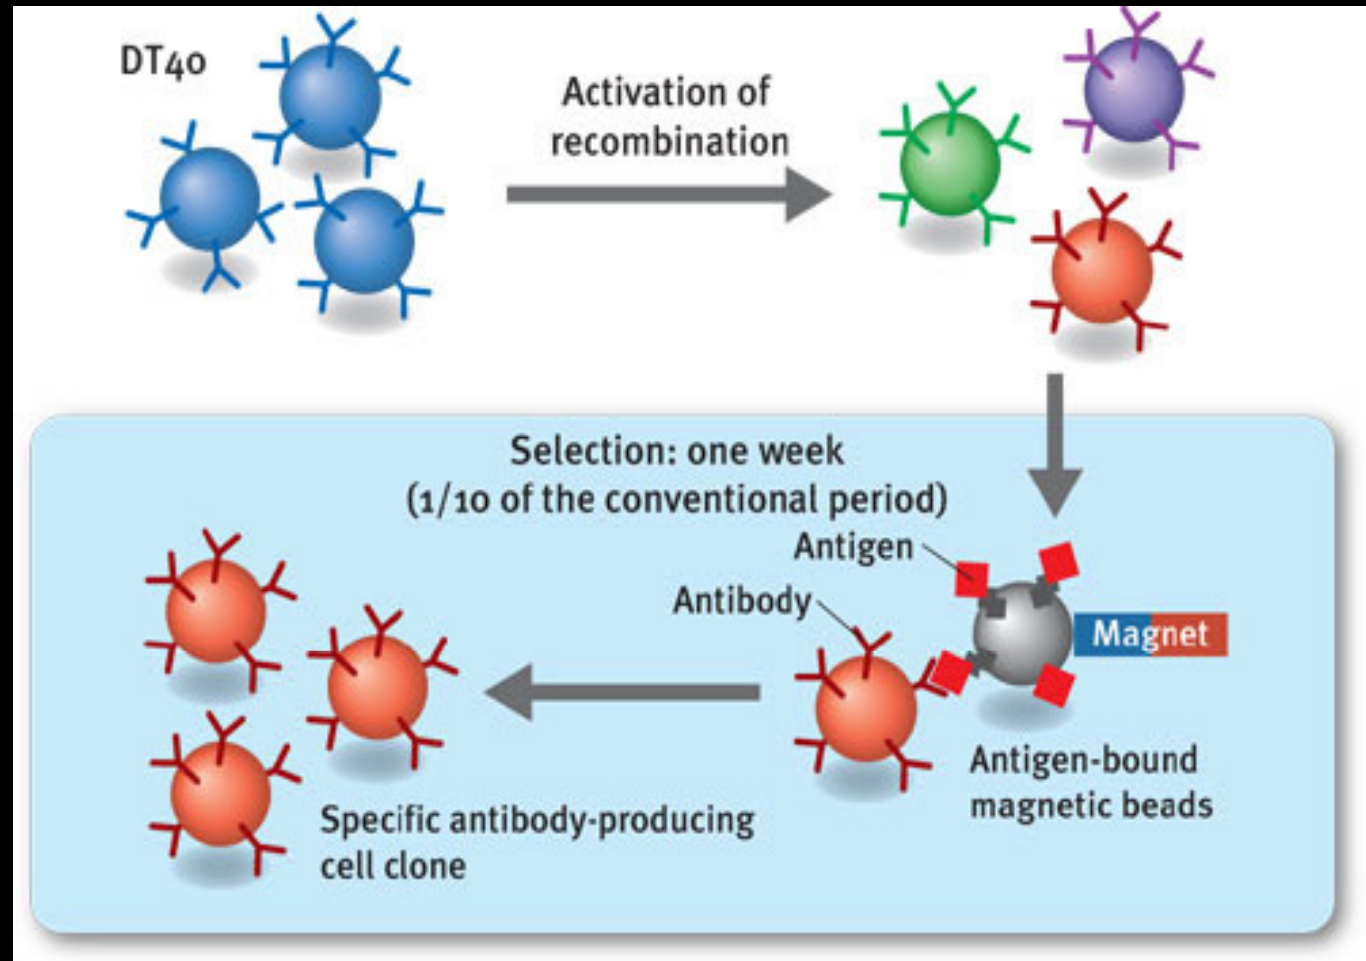 DT40
Activation of
recombination
Selection: one week
(1/10 of the conventional period)
Antigen
Antibody
Magnet
Antigen-bound
magnetic beads
Specific antibody-producing
cell clone